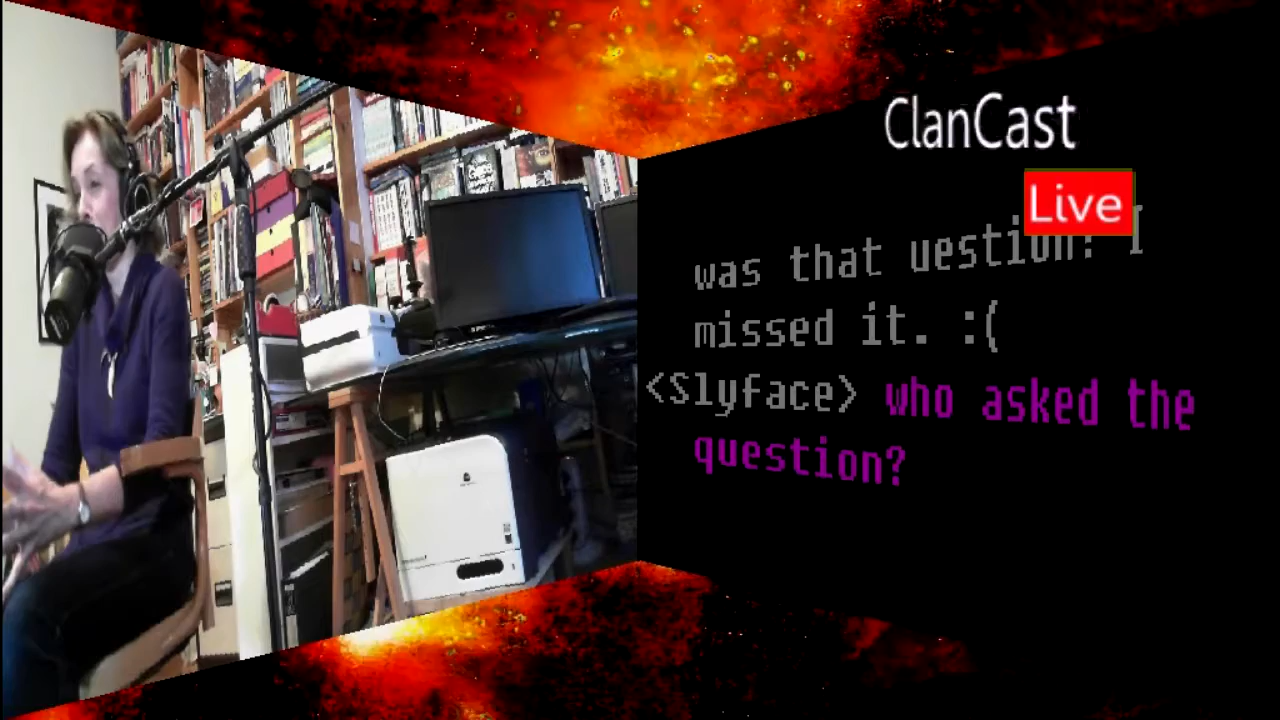 ClanCast
Live
was that uestion? I
missed it. :(
<Slyface> who asked the
question?